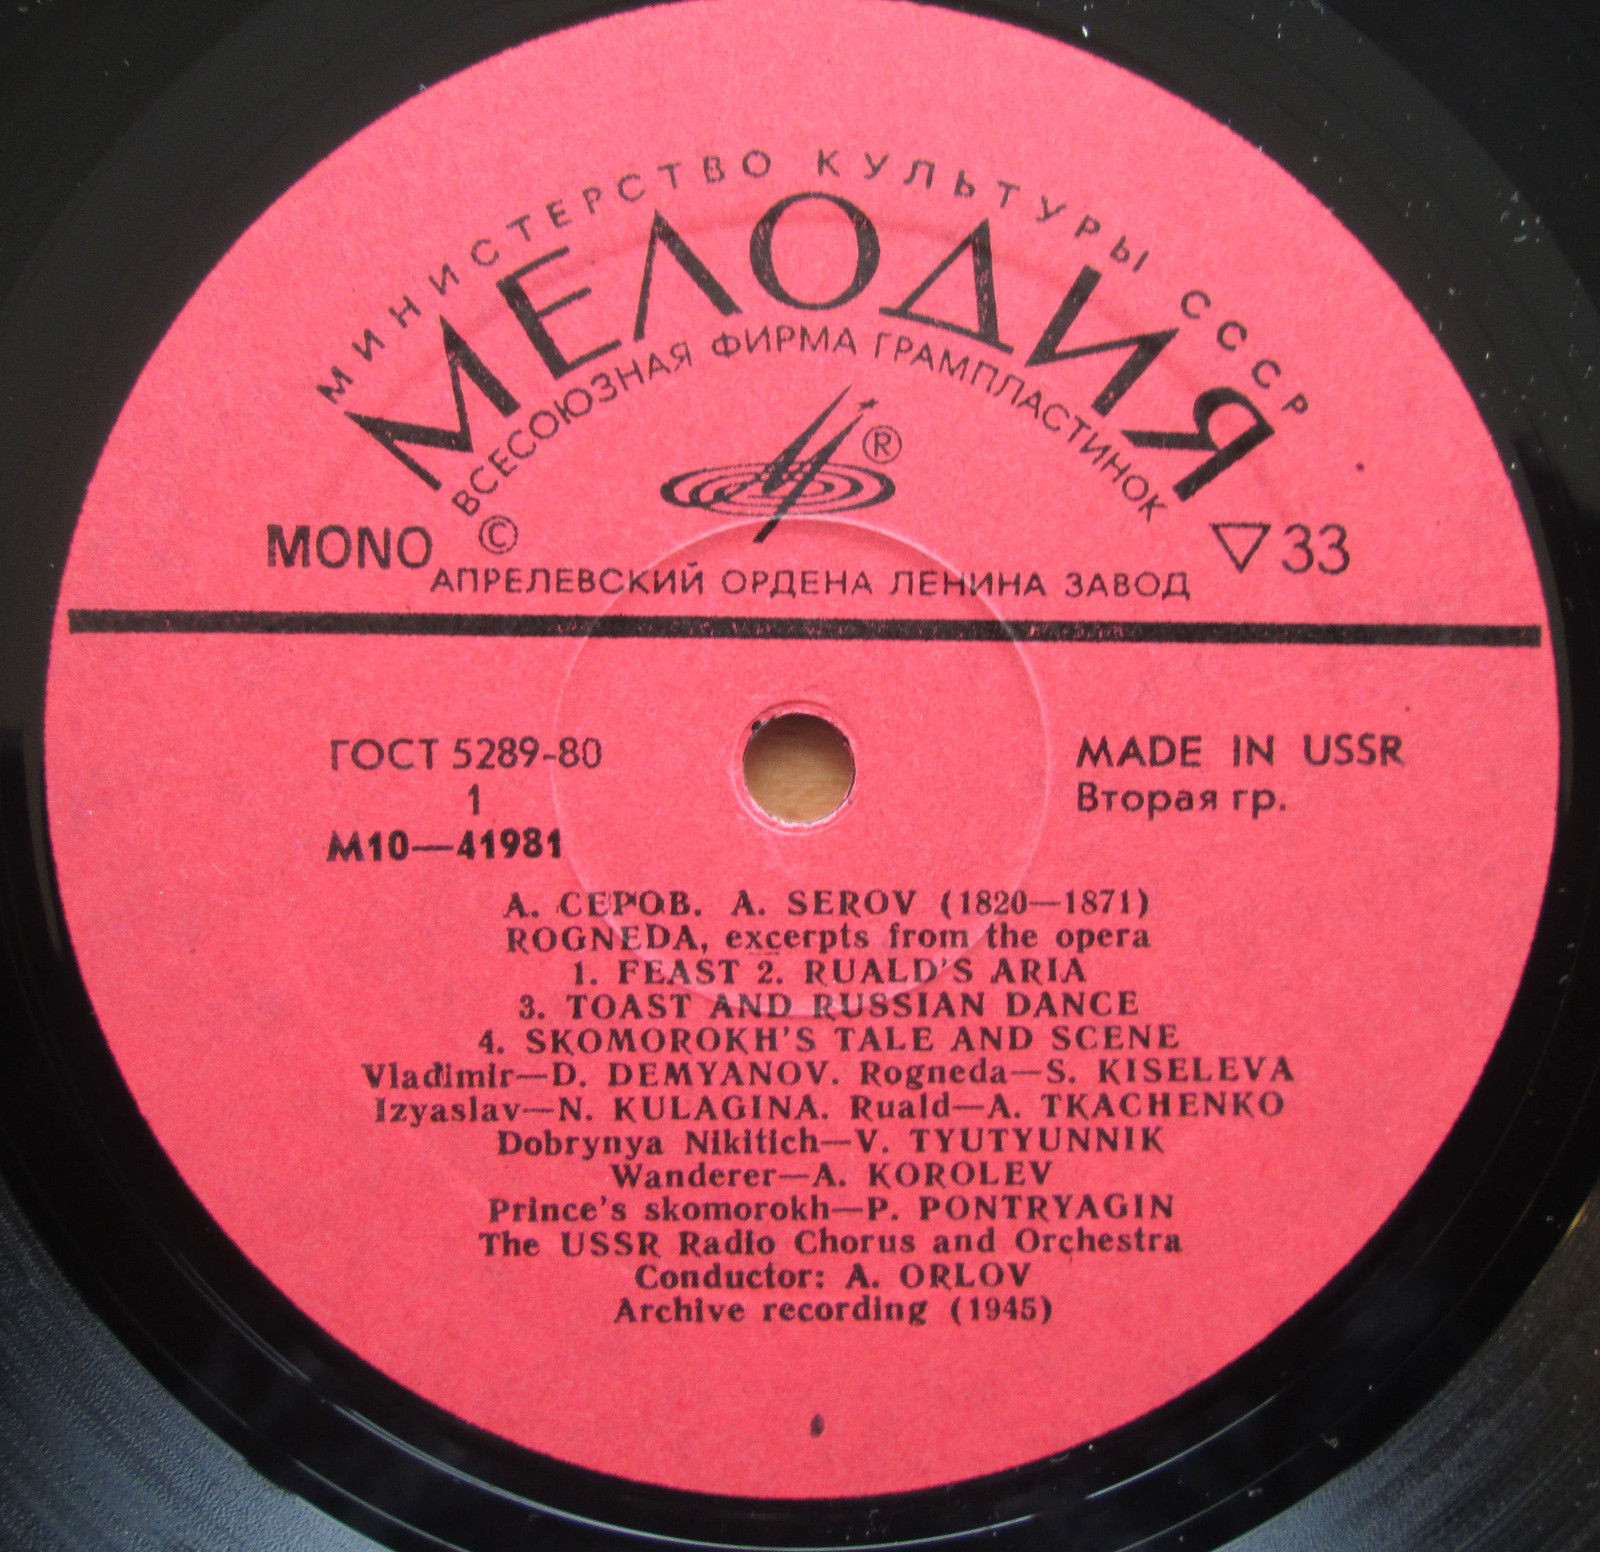 МИНИСТЕРСТВО КУЛЬТУРЫ СССР
МЕЛОДИЯ
ВСЕСОЮЗНАЯ ФИРМА ГРАМПЛАСТИНОК
®
MONO © ▽33
АПРЕЛЕВСКИЙ ОРДЕНА ЛЕНИНА ЗАВОД
ГОСТ 5289-80
1
М10—41981
MADE IN USSR
Вторая гр.
А. СЕРОВ. A. SEROV (1820—1871)
ROGNEDA, excerpts from the opera
1. FEAST 2. RUALD'S ARIA
3. TOAST AND RUSSIAN DANCE
4. SKOMOROKH'S TALE AND SCENE
Vladimir—D. DEMYANOV. Rogneda—S. KISELEVA
Izyaslav—N. KULAGINA. Ruald—A. TKACHENKO
Dobrynya Nikitich—V. TYUTYUNNIK
Wanderer—A. KOROLEV
Prince's skomorokh—P. PONTRYAGIN
The USSR Radio Chorus and Orchestra
Conductor: A. ORLOV
Archive recording (1945)